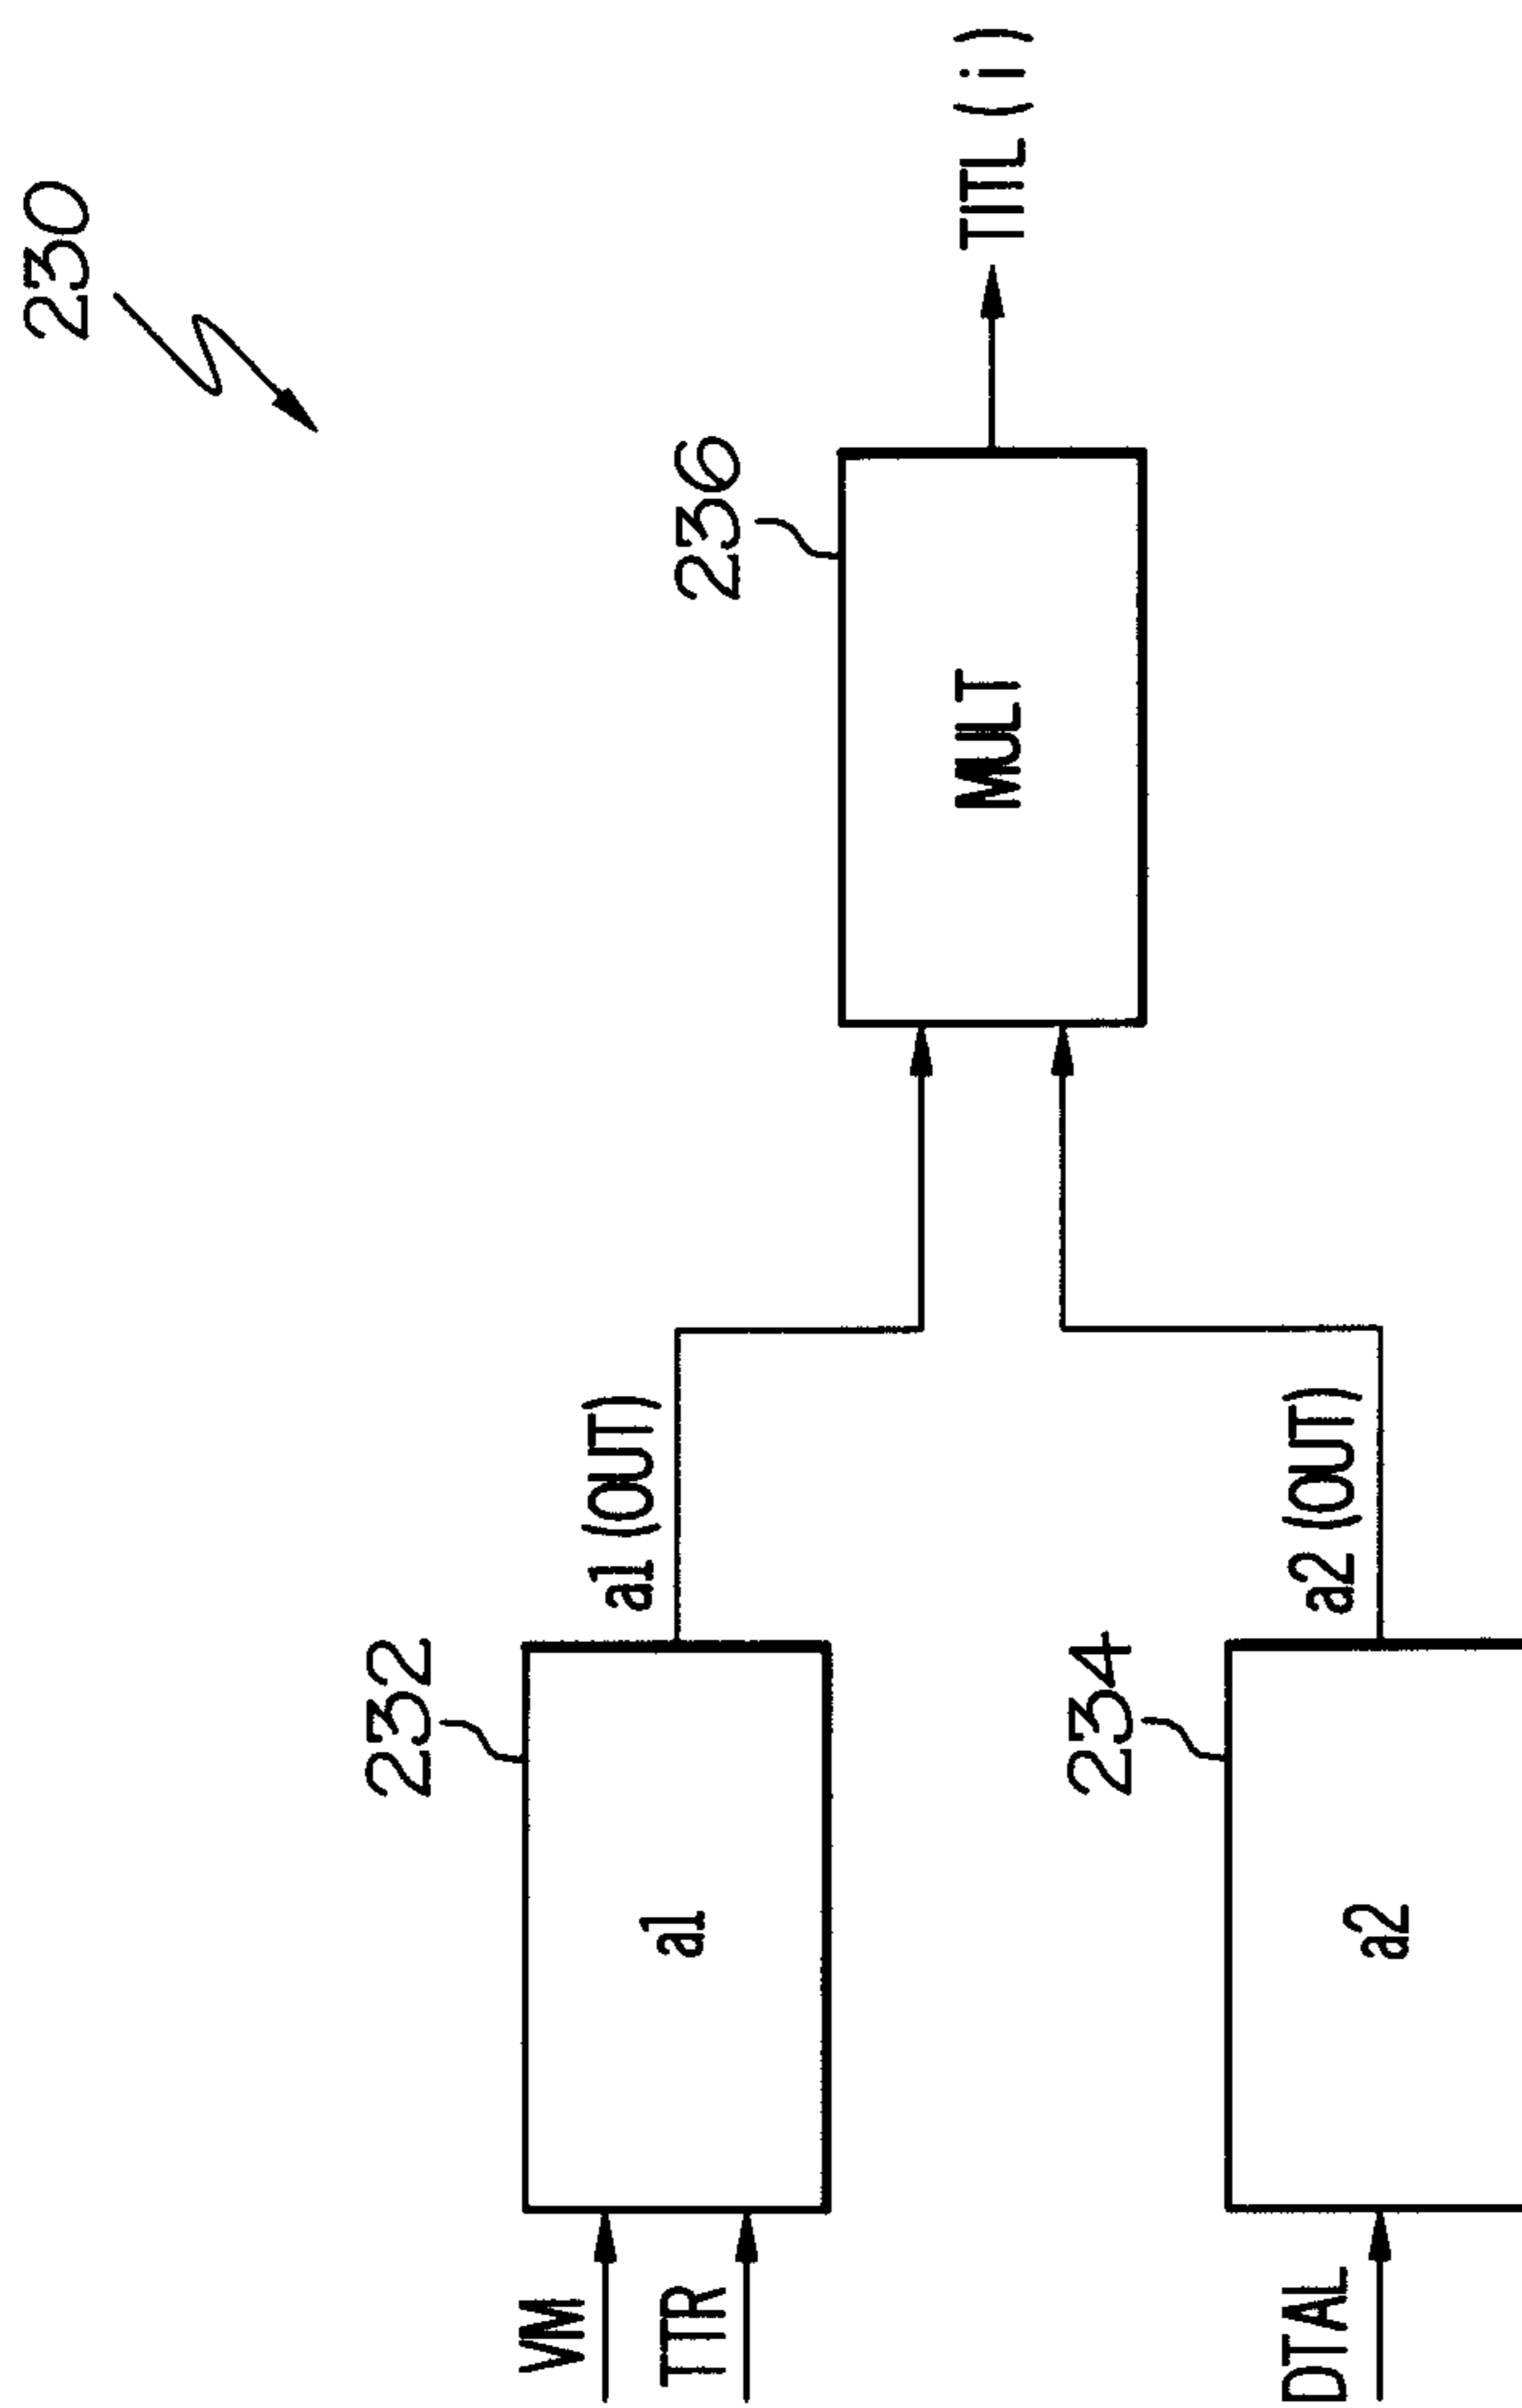 230
232
VM
TTR
a1
a1 (OUT)
236
MULT
TITL (i)
234
DTAL
a2
a2 (OUT)